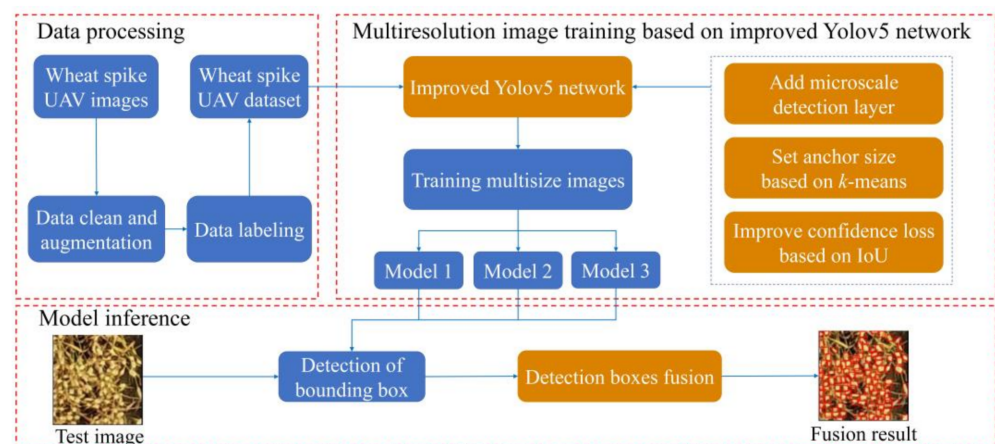 Data processing
Wheat spike
UAV images
Wheat spike
UAV dataset
Data clean and
augmentation
Data labeling
Multiresolution image training based on improved Yolov5 network
Improved Yolov5 network
Training multisize images
Model 1
Model 2
Model 3
Add microscale
detection layer
Set anchor size
based on k-means
Improve confidence loss
based on IoU
Model inference
Test image
Detection of
bounding box
Detection boxes fusion
Fusion result